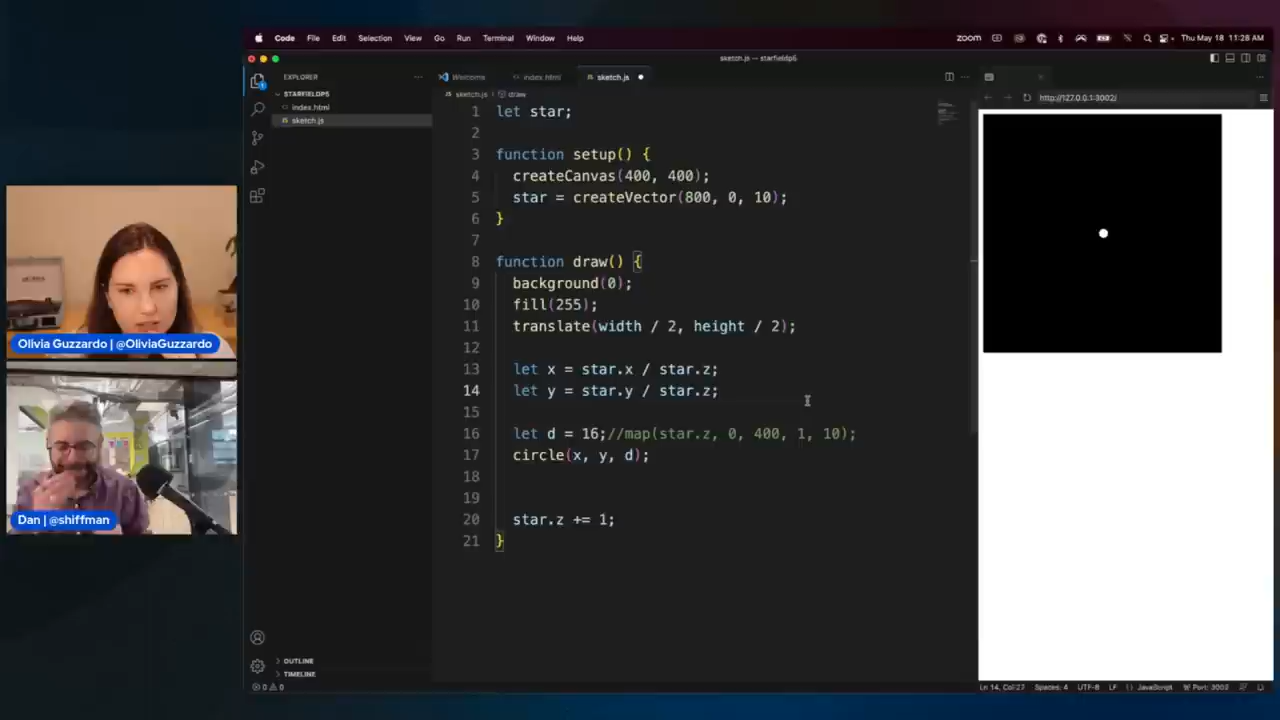 Code File Edit Selection View Go Run Terminal Window Help
zoom
Thu May 18 11:28 AM
sketch.js — starfieldp5
EXPLORER
STARFIELDP5
index.html
sketch.js
Welcome
index.html
sketch.js
sketch.js > draw
http://127.0.0.1:3002/
1 let star;
2
3 function setup() {
4 createCanvas(400, 400);
5 star = createVector(800, 0, 10);
6 }
7
8 function draw() {
9 background(0);
10 fill(255);
11 translate(width / 2, height / 2);
12
13 let x = star.x / star.z;
14 let y = star.y / star.z;
15
16 let d = 16;//map(star.z, 0, 400, 1, 10);
17 circle(x, y, d);
18
19
20 star.z += 1;
21 }
Olivia Guzzardo | @OliviaGuzzardo
Dan | @shiffman
OUTLINE
TIMELINE
0 0
Ln 14, Col 27 Spaces: 4 UTF-8 LF JavaScript Port: 3002